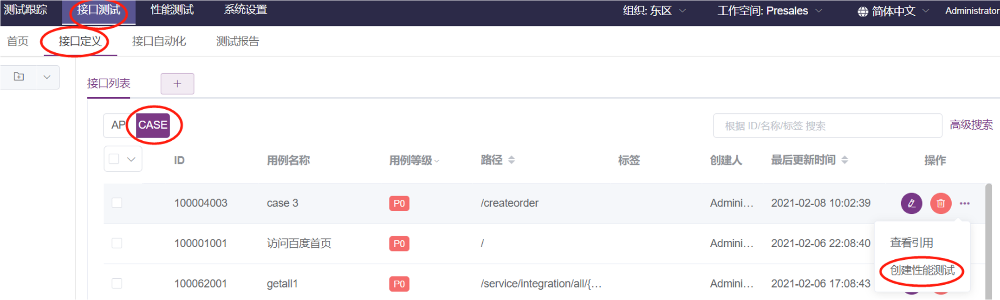 测试跟踪 接口测试 性能测试 系统设置 组织: 东区 工作空间: Presales 简体中文 Administrator
首页 接口定义 接口自动化 测试报告
接口列表 +
AP CASE 根据 ID/名称/标签 搜索 高级搜索
ID 用例名称 用例等级 路径 标签 创建人 最后更新时间 操作
100004003 case 3 P0 /createorder Admini... 2021-02-08 10:02:39
100001001 访问百度首页 P0 / Admini... 2021-02-06 22:08:40 查看引用
创建性能测试
100062001 getall1 P0 /service/integration/all/{... Admini... 2021-02-06 17:08:43